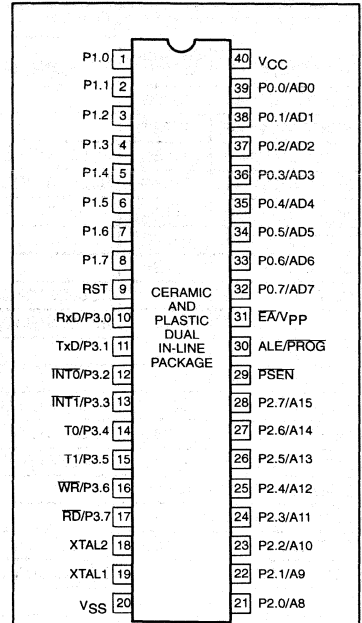 P1.0 1
P1.1 2
P1.2 3
P1.3 4
P1.4 5
P1.5 6
P1.6 7
P1.7 8
RST 9
RxD/P3.0 10
TxD/P3.1 11
INT0/P3.2 12
INT1/P3.3 13
T0/P3.4 14
T1/P3.5 15
WR/P3.6 16
RD/P3.7 17
XTAL2 18
XTAL1 19
VSS 20
CERAMIC
AND
PLASTIC
DUAL
IN-LINE
PACKAGE
40 VCC
39 P0.0/AD0
38 P0.1/AD1
37 P0.2/AD2
36 P0.3/AD3
35 P0.4/AD4
34 P0.5/AD5
33 P0.6/AD6
32 P0.7/AD7
31 EA/VPP
30 ALE/PROG
29 PSEN
28 P2.7/A15
27 P2.6/A14
26 P2.5/A13
25 P2.4/A12
24 P2.3/A11
23 P2.2/A10
22 P2.1/A9
21 P2.0/A8